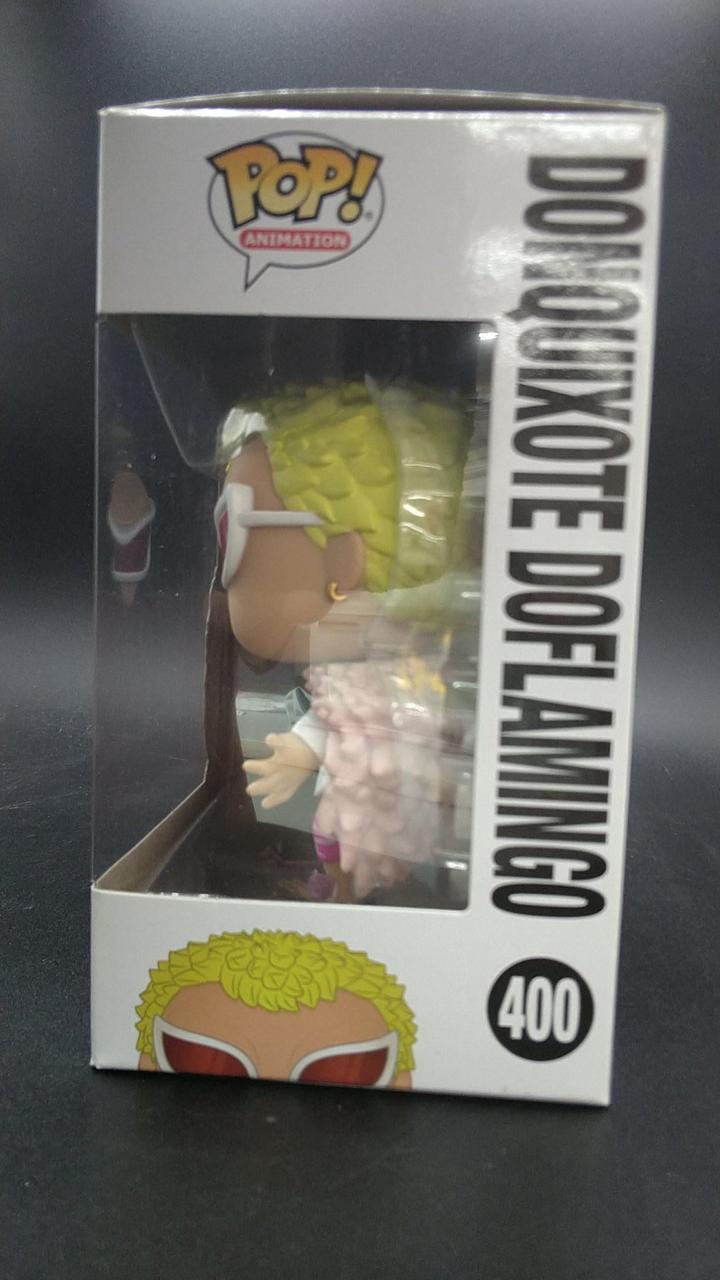 POP!
ANIMATION
DONQUIXOTE DOFLAMINGO
400